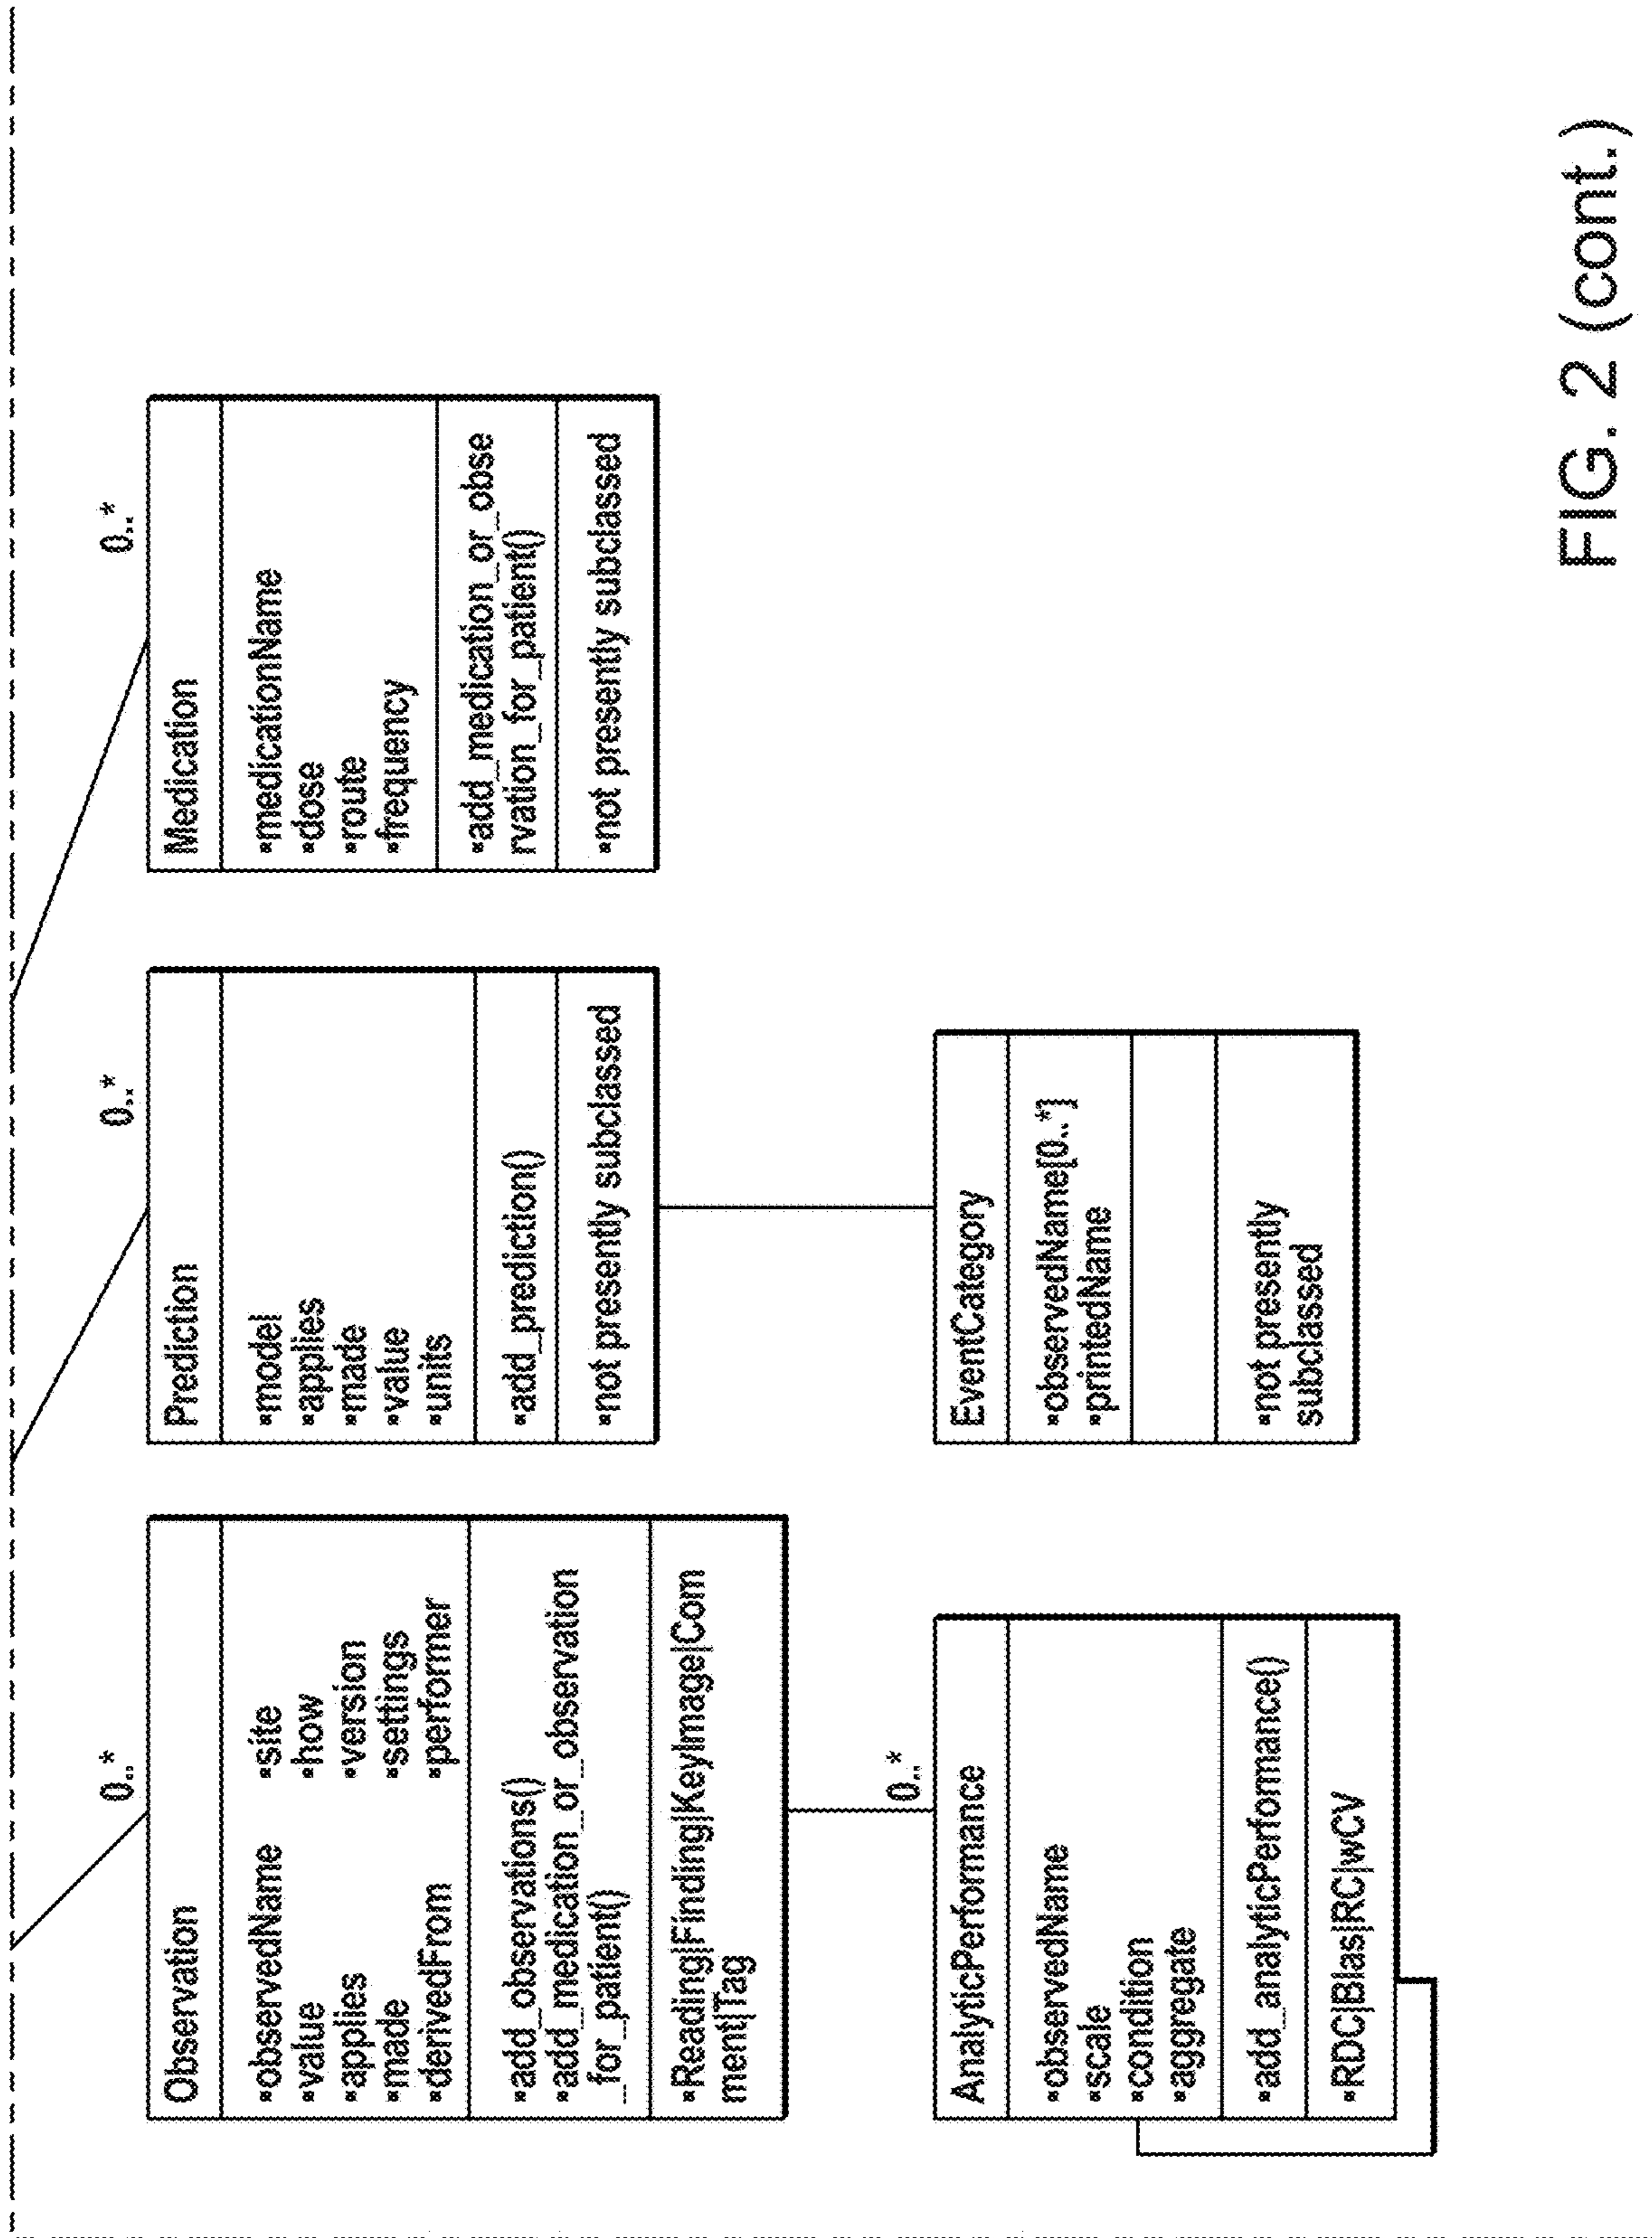 0..*
Observation
•observedName •site
•value •how
•applies •version
•made •settings
•derivedFrom •performer
•add_observations()
•add_medication_or_observation
_for_patient()
•Reading|Finding|KeyImage|Com
ment|Tag
0..*
AnalyticPerformance
•observedName
•scale
•condition
•aggregate
•add_analyticPerformance()
•RDC|Bias|RC|wCV
0..*
Prediction
•model
•applies
•made
•value
•units
•add_prediction()
•not presently subclassed
EventCategory
•observedName[0..*]
•printedName
•not presently
subclassed
0..*
Medication
•medicationName
•dose
•route
•frequency
•add_medication_or_obse
rvation_for_patient()
•not presently subclassed
FIG. 2 (cont.)